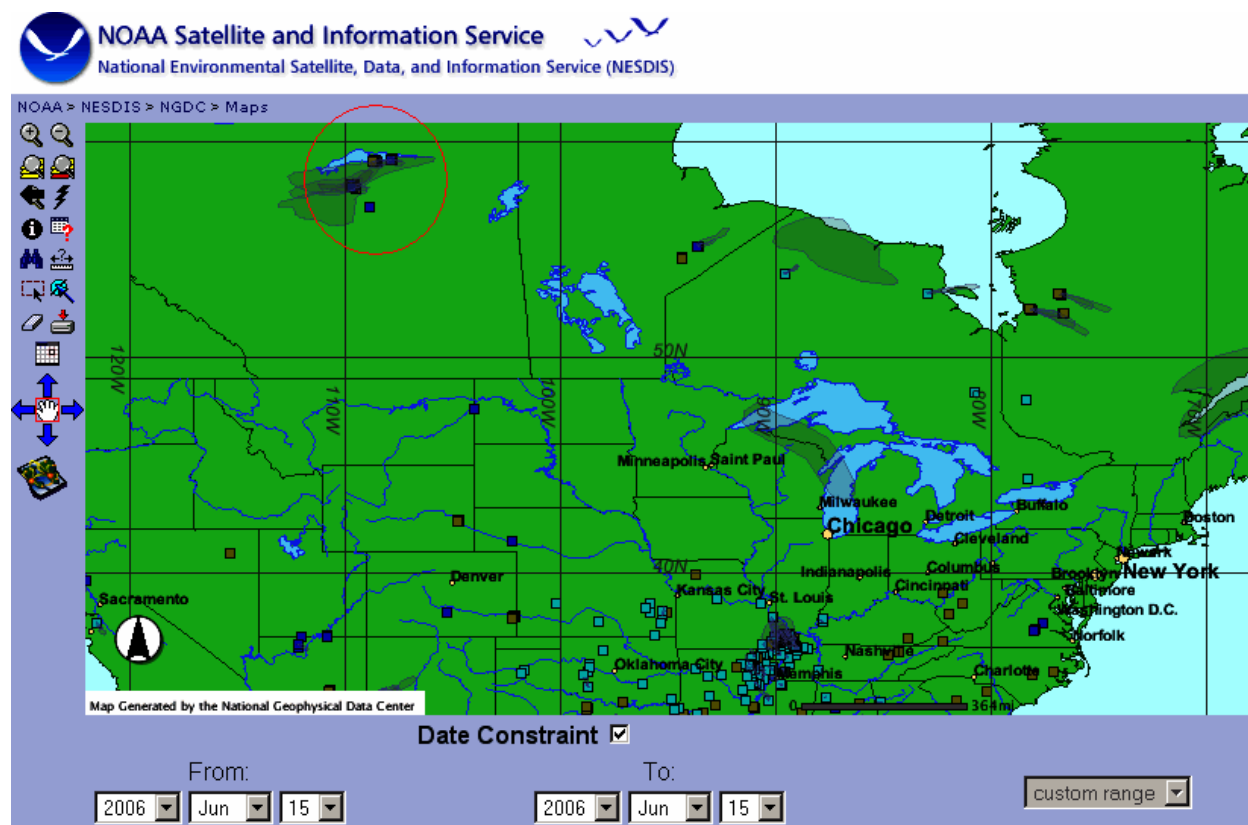 NOAA Satellite and Information Service
National Environmental Satellite, Data, and Information Service (NESDIS)
NOAA > NESDIS > NGDC > Maps
50N
120W
110W
100W
90W
80W
70W
Minneapolis Saint Paul
Milwaukee
Chicago
Detroit
Buffalo
Boston
Cleveland
Newark
40N
Denver
Kansas City
St. Louis
Indianapolis
Columbus
Cincinnati
Brooklyn
New York
Baltimore
Washington D.C.
Sacramento
Norfolk
Oklahoma City
Memphis
Nashville
Charlotte
Map Generated by the National Geophysical Data Center
0
364mi
Date Constraint
From:
To:
2006 Jun 15
2006 Jun 15
custom range